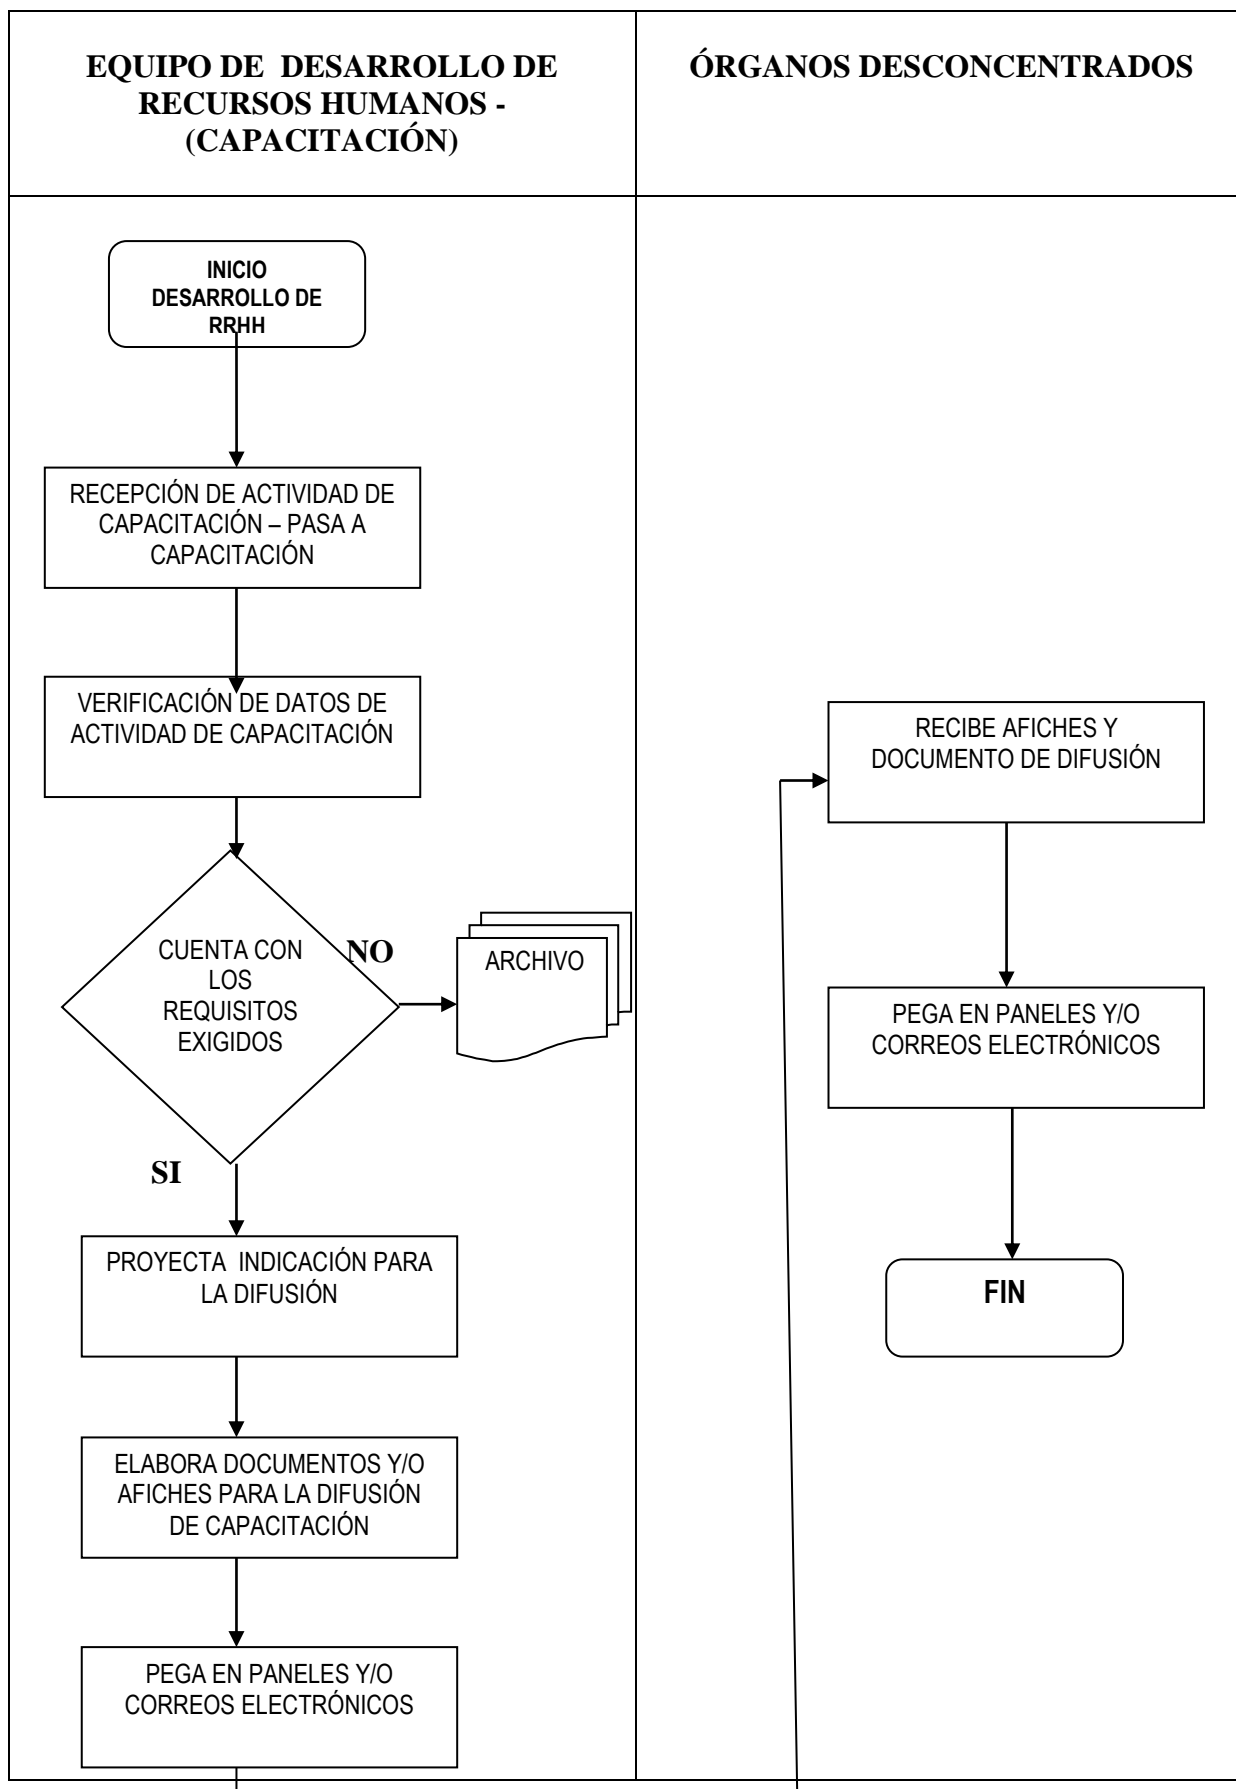 EQUIPO DE DESARROLLO DE
RECURSOS HUMANOS -
(CAPACITACIÓN)
ÓRGANOS DESCONCENTRADOS
INICIO
DESARROLLO DE
RRHH
RECEPCIÓN DE ACTIVIDAD DE
CAPACITACIÓN – PASA A
CAPACITACIÓN
VERIFICACIÓN DE DATOS DE
ACTIVIDAD DE CAPACITACIÓN
CUENTA CON
LOS
REQUISITOS
EXIGIDOS
NO
ARCHIVO
SI
PROYECTA INDICACIÓN PARA
LA DIFUSIÓN
ELABORA DOCUMENTOS Y/O
AFICHES PARA LA DIFUSIÓN
DE CAPACITACIÓN
PEGA EN PANELES Y/O
CORREOS ELECTRÓNICOS
RECIBE AFICHES Y
DOCUMENTO DE DIFUSIÓN
PEGA EN PANELES Y/O
CORREOS ELECTRÓNICOS
FIN